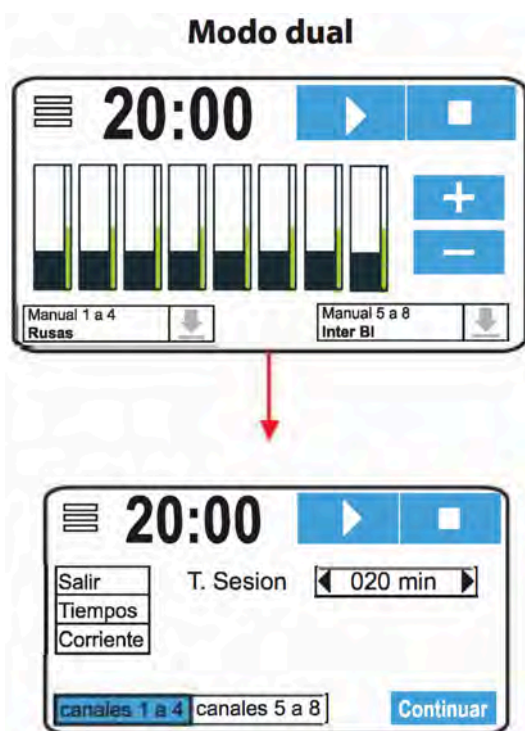 Modo dual
20:00
Manual 1 a 4
Rusas
Manual 5 a 8
Inter BI
20:00
Salir
T. Sesion
020 min
Tiempos
Corriente
canales 1 a 4
canales 5 a 8
Continuar